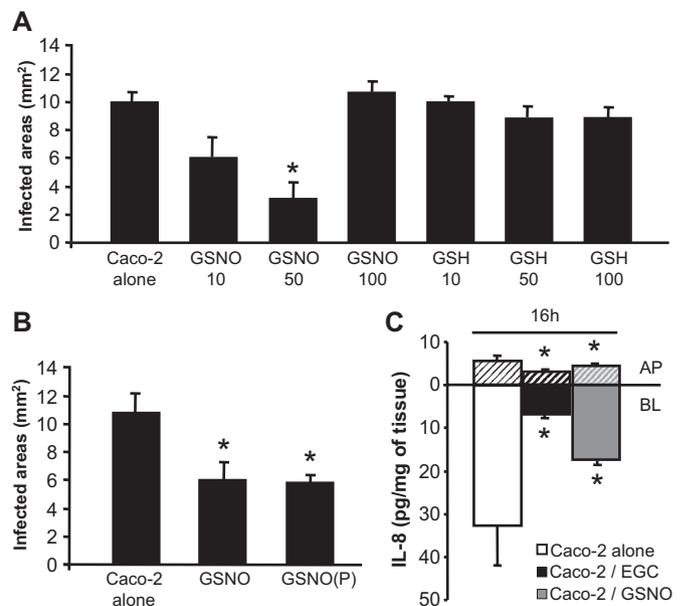 A
Infected areas (mm²)
14
12
10
8
6
4
2
0
*
Caco-2 alone
GSNO 10
GSNO 50
GSNO 100
GSH 10
GSH 50
GSH 100
B
Infected areas (mm²)
14
12
10
8
6
4
2
0
*
*
Caco-2 alone
GSNO
GSNO(P)
C
16h
IL-8 (pg/mg of tissue)
10
0
10
20
30
40
50
*
*
*
*
AP
BL
Caco-2 alone
Caco-2 / EGC
Caco-2 / GSNO